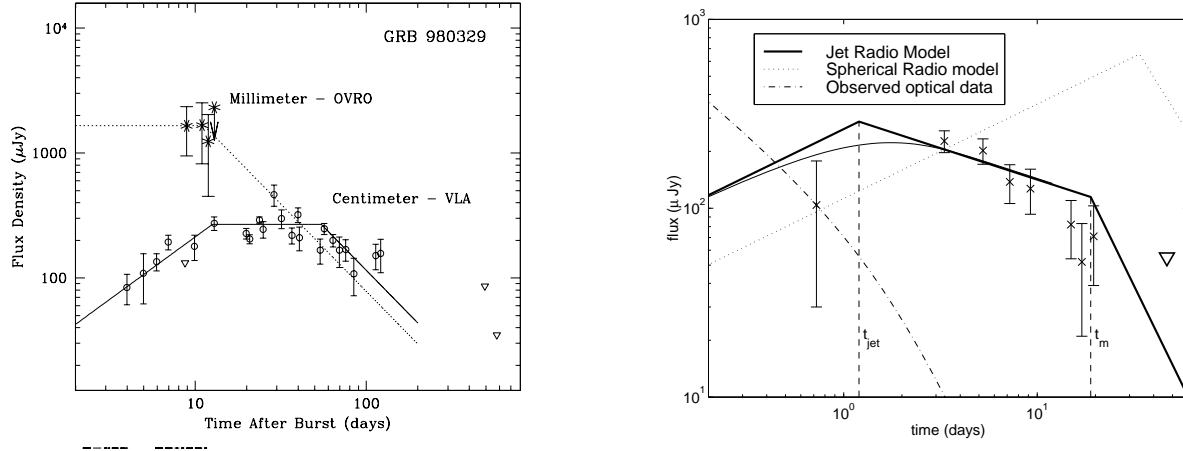 GRB 980329
Millimeter - OVRO
Centimeter - VLA
Flux Density (μJy)
10⁴
1000
100
10
100
Time After Burst (days)
Jet Radio Model
Spherical Radio model
Observed optical data
flux (μ Jy)
10³
10²
10¹
t_jet
t_m
10⁰
10¹
time (days)